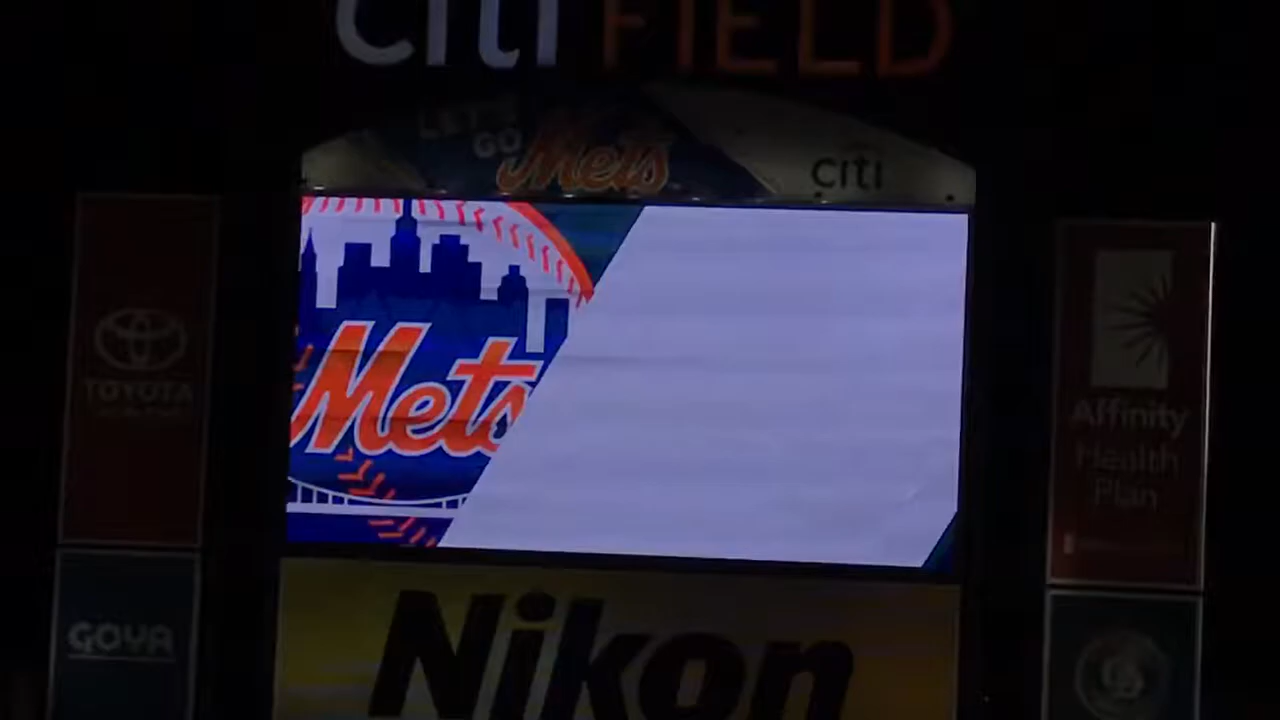 citi FIELD
LET'S
GO Mets
citi
Mets
TOYOTA
Affinity
Health
Plan
GOYA
Nikon